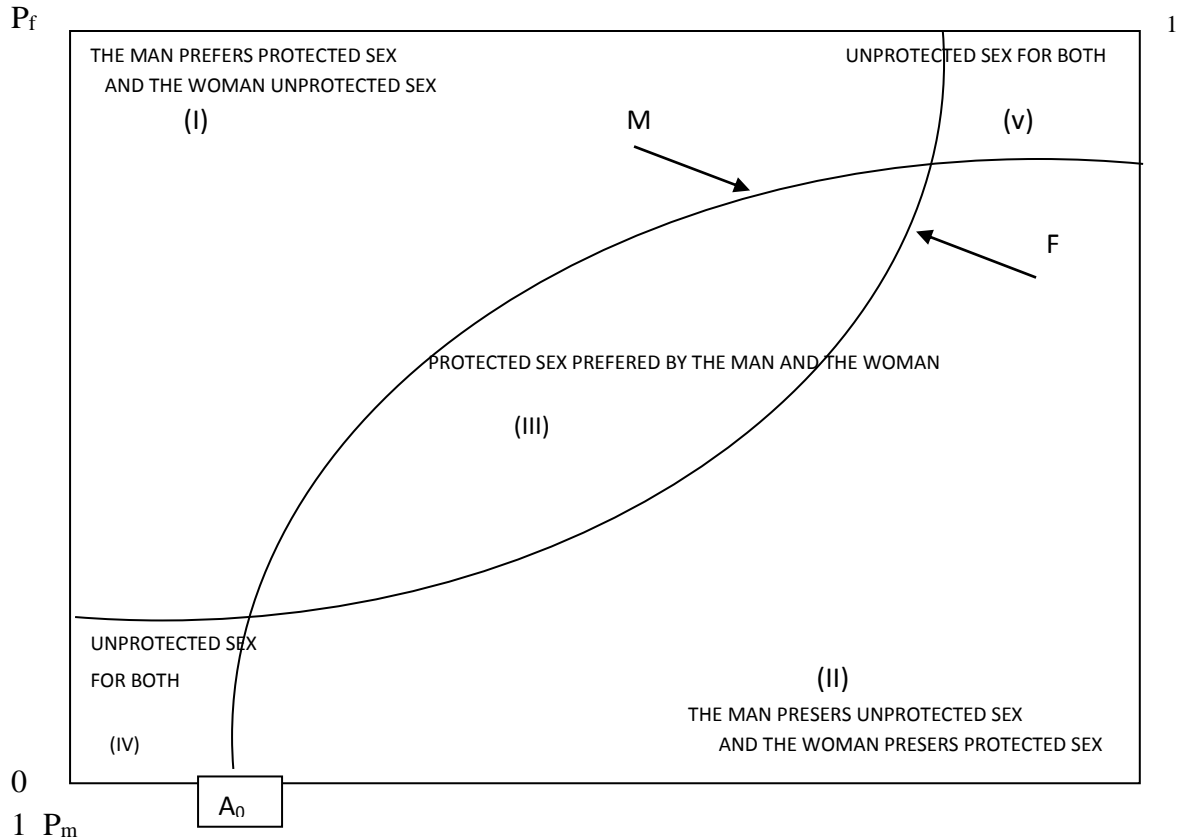 Pf
1
THE MAN PREFERS PROTECTED SEX
AND THE WOMAN UNPROTECTED SEX
(I)
UNPROTECTED SEX FOR BOTH
(v)
M
F
PROTECTED SEX PREFERED BY THE MAN AND THE WOMAN
(III)
UNPROTECTED SEX
FOR BOTH
(IV)
(II)
THE MAN PRESERS UNPROTECTED SEX
AND THE WOMAN PRESERS PROTECTED SEX
0
A0
1 Pm